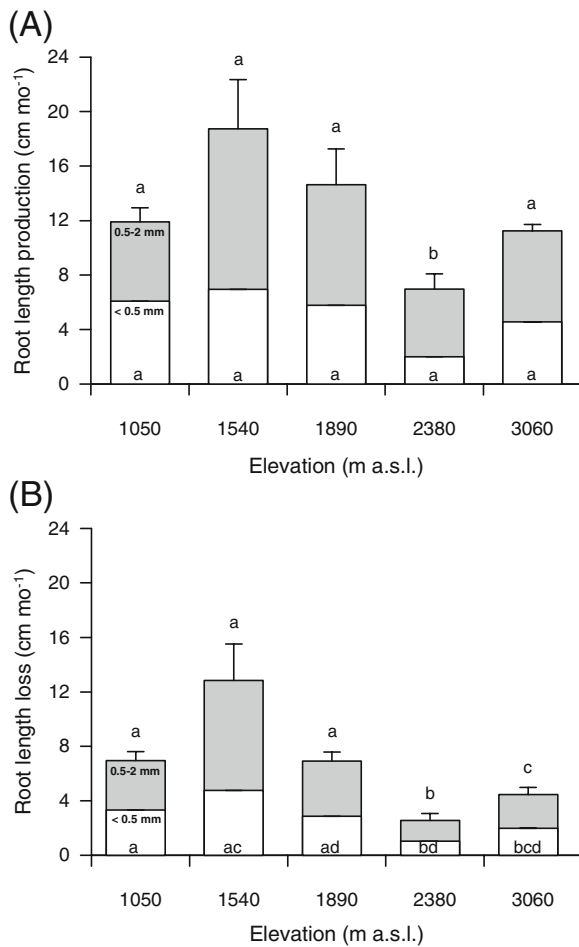 (A)
24
a
20
a
16
a
a
12
0.5-2 mm
b
8
< 0.5 mm
4
a a a a a
0
1050 1540 1890 2380 3060
Elevation (m a.s.l.)
Root length production (cm mo⁻¹)
(B)
24
20
a
16
12
a a
8
0.5-2 mm
c
b
4
< 0.5 mm
a ac ad bd bcd
0
1050 1540 1890 2380 3060
Elevation (m a.s.l.)
Root length loss (cm mo⁻¹)